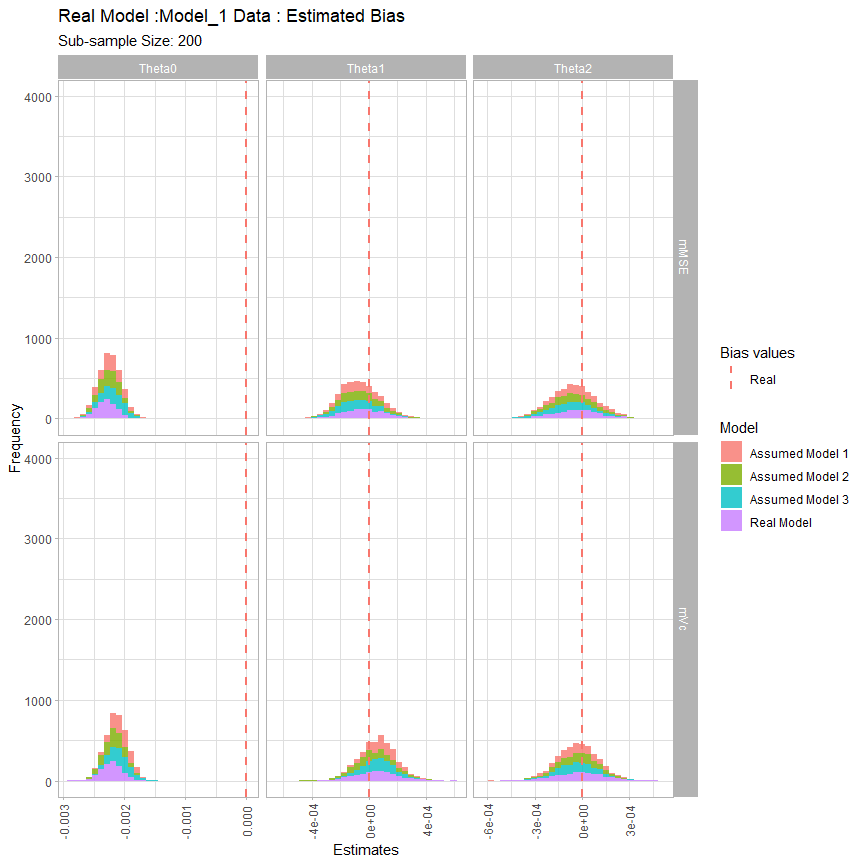 Real Model :Model_1 Data : Estimated Bias
Sub-sample Size: 200
Theta0 Theta1 Theta2
4000
3000
2000
1000
0
mMSE
4000
3000
2000
1000
0
mVc
Frequency
-0.003 -0.002 -0.001 0.000
-4e-04 0e+00 4e-04
-6e-04 -3e-04 0e+00 3e-04
Estimates
Bias values
Real
Model
Assumed Model 1
Assumed Model 2
Assumed Model 3
Real Model